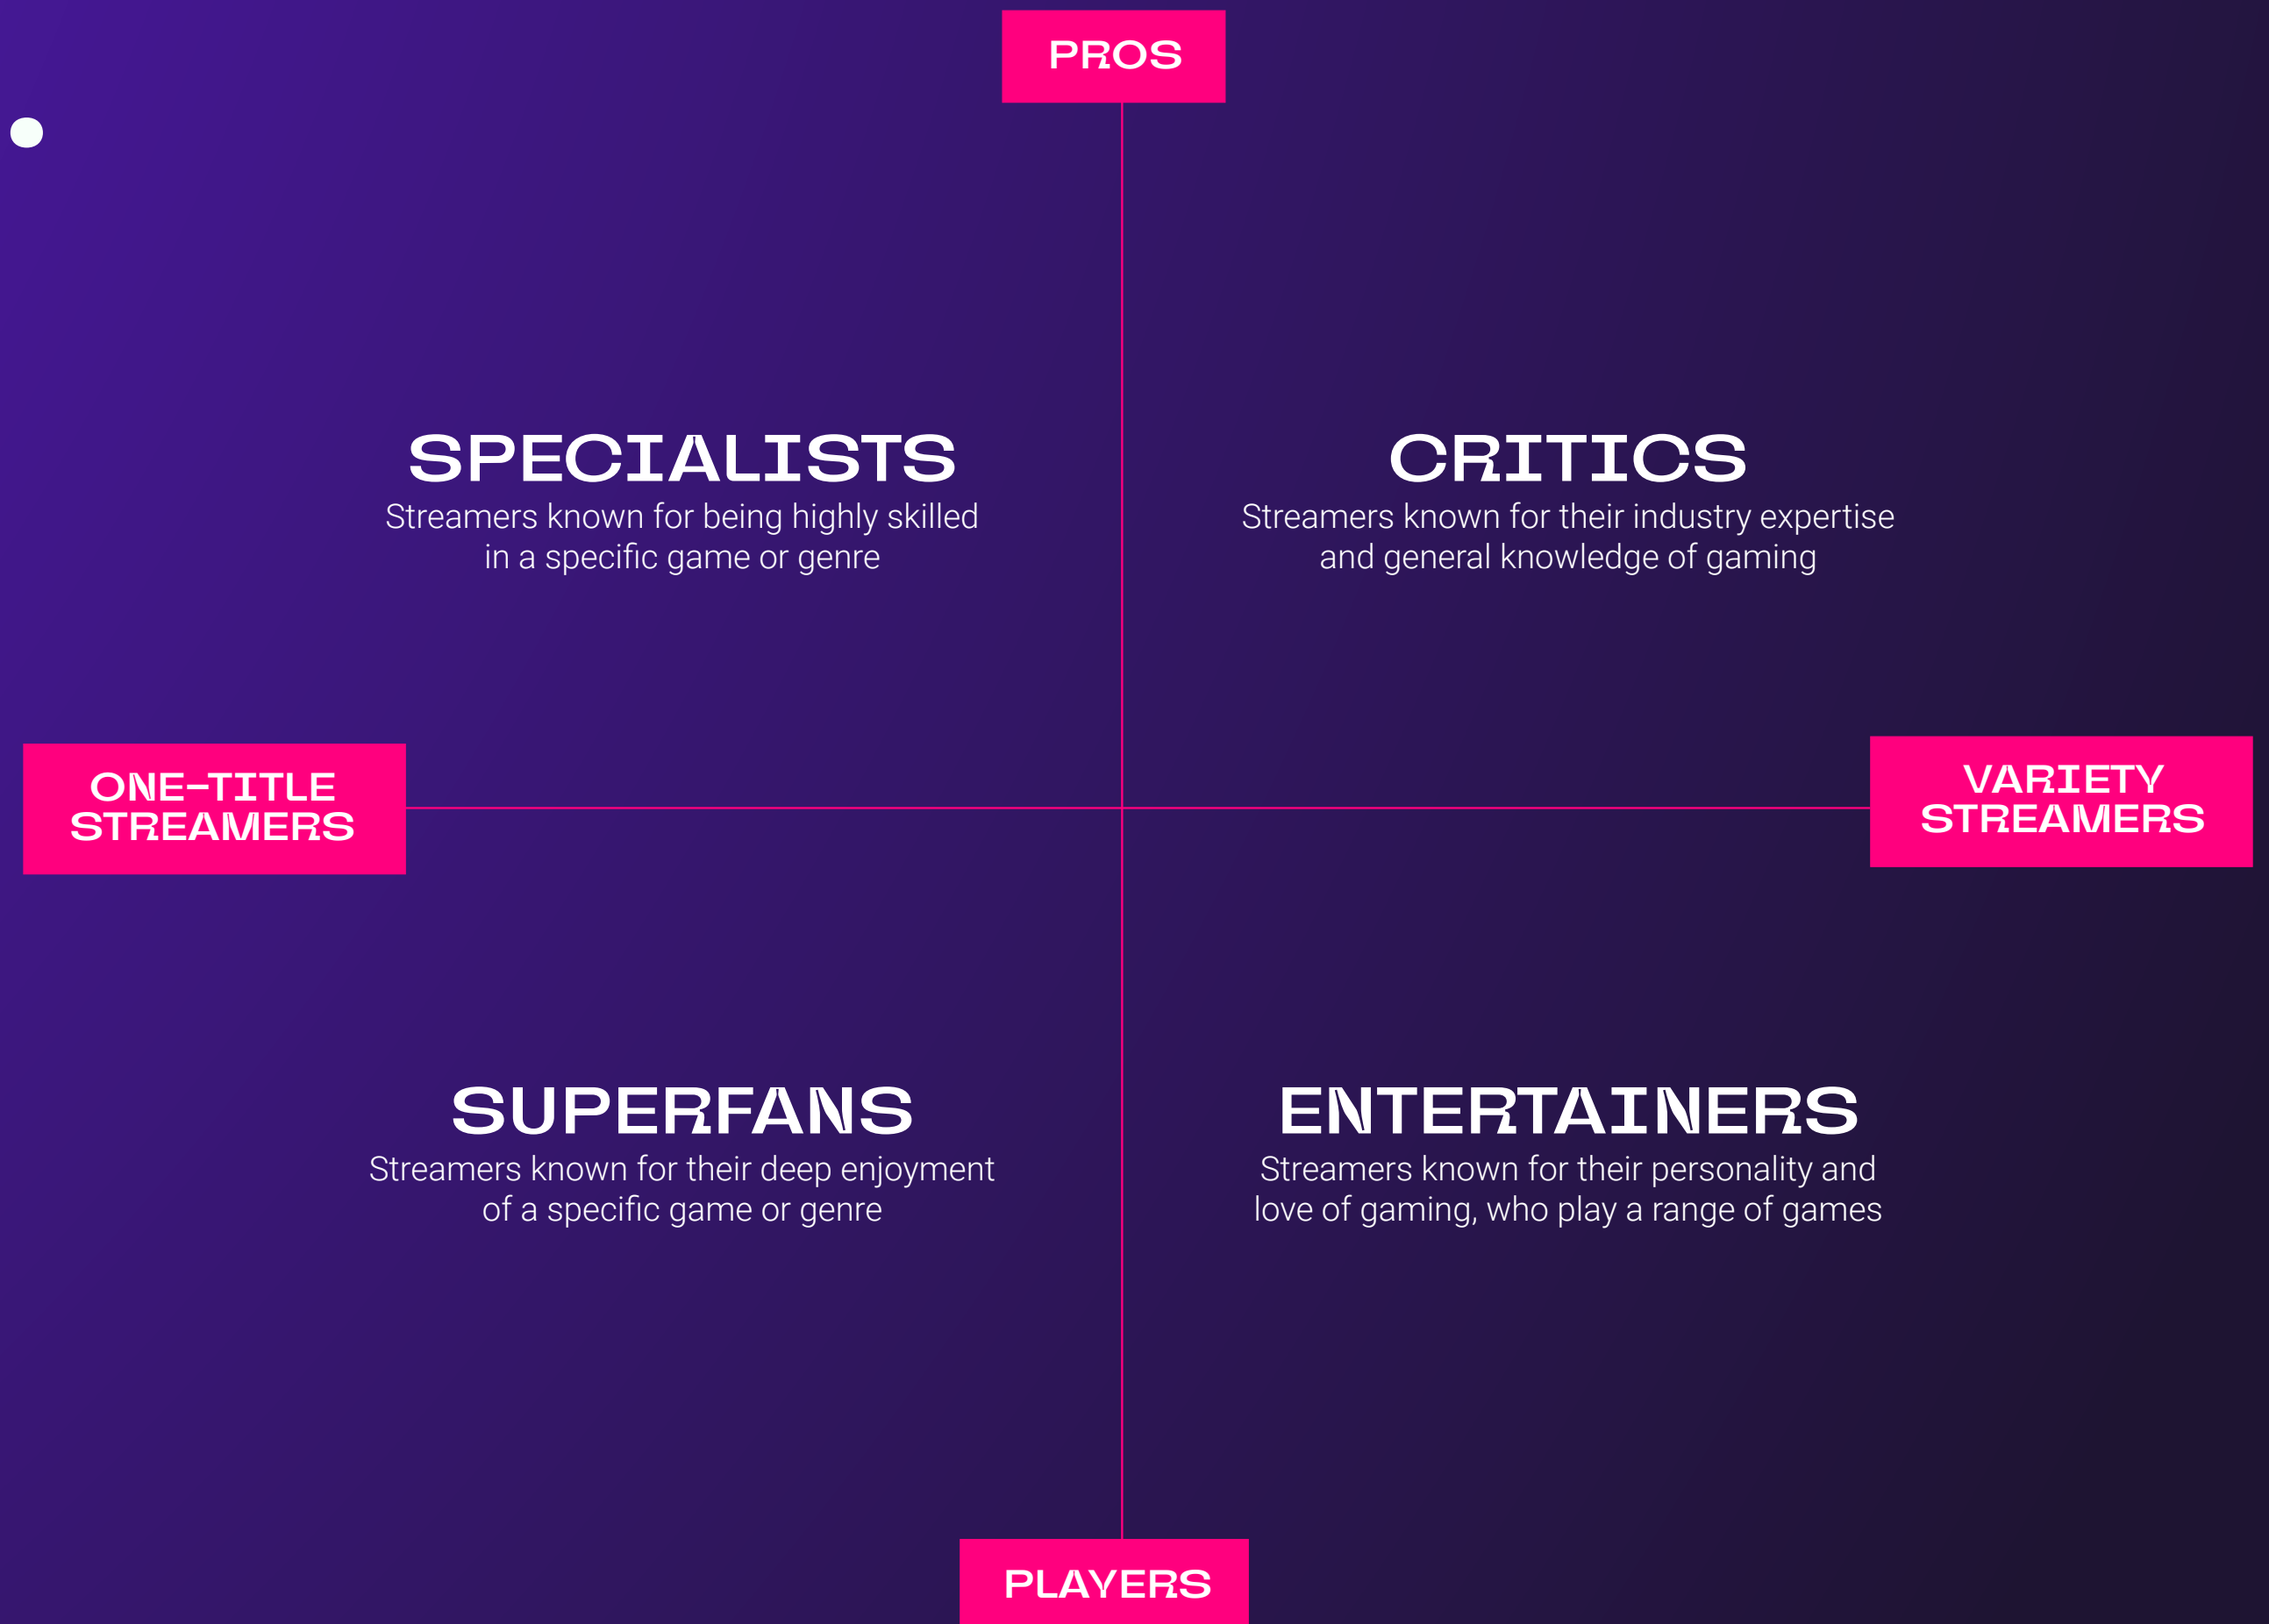 PROS
SPECIALISTS
Streamers known for being highly skilled
in a specific game or genre
CRITICS
Streamers known for their industry expertise
and general knowledge of gaming
ONE-TITLE
STREAMERS
VARIETY
STREAMERS
SUPERFANS
Streamers known for their deep enjoyment
of a specific game or genre
ENTERTAINERS
Streamers known for their personality and
love of gaming, who play a range of games
PLAYERS